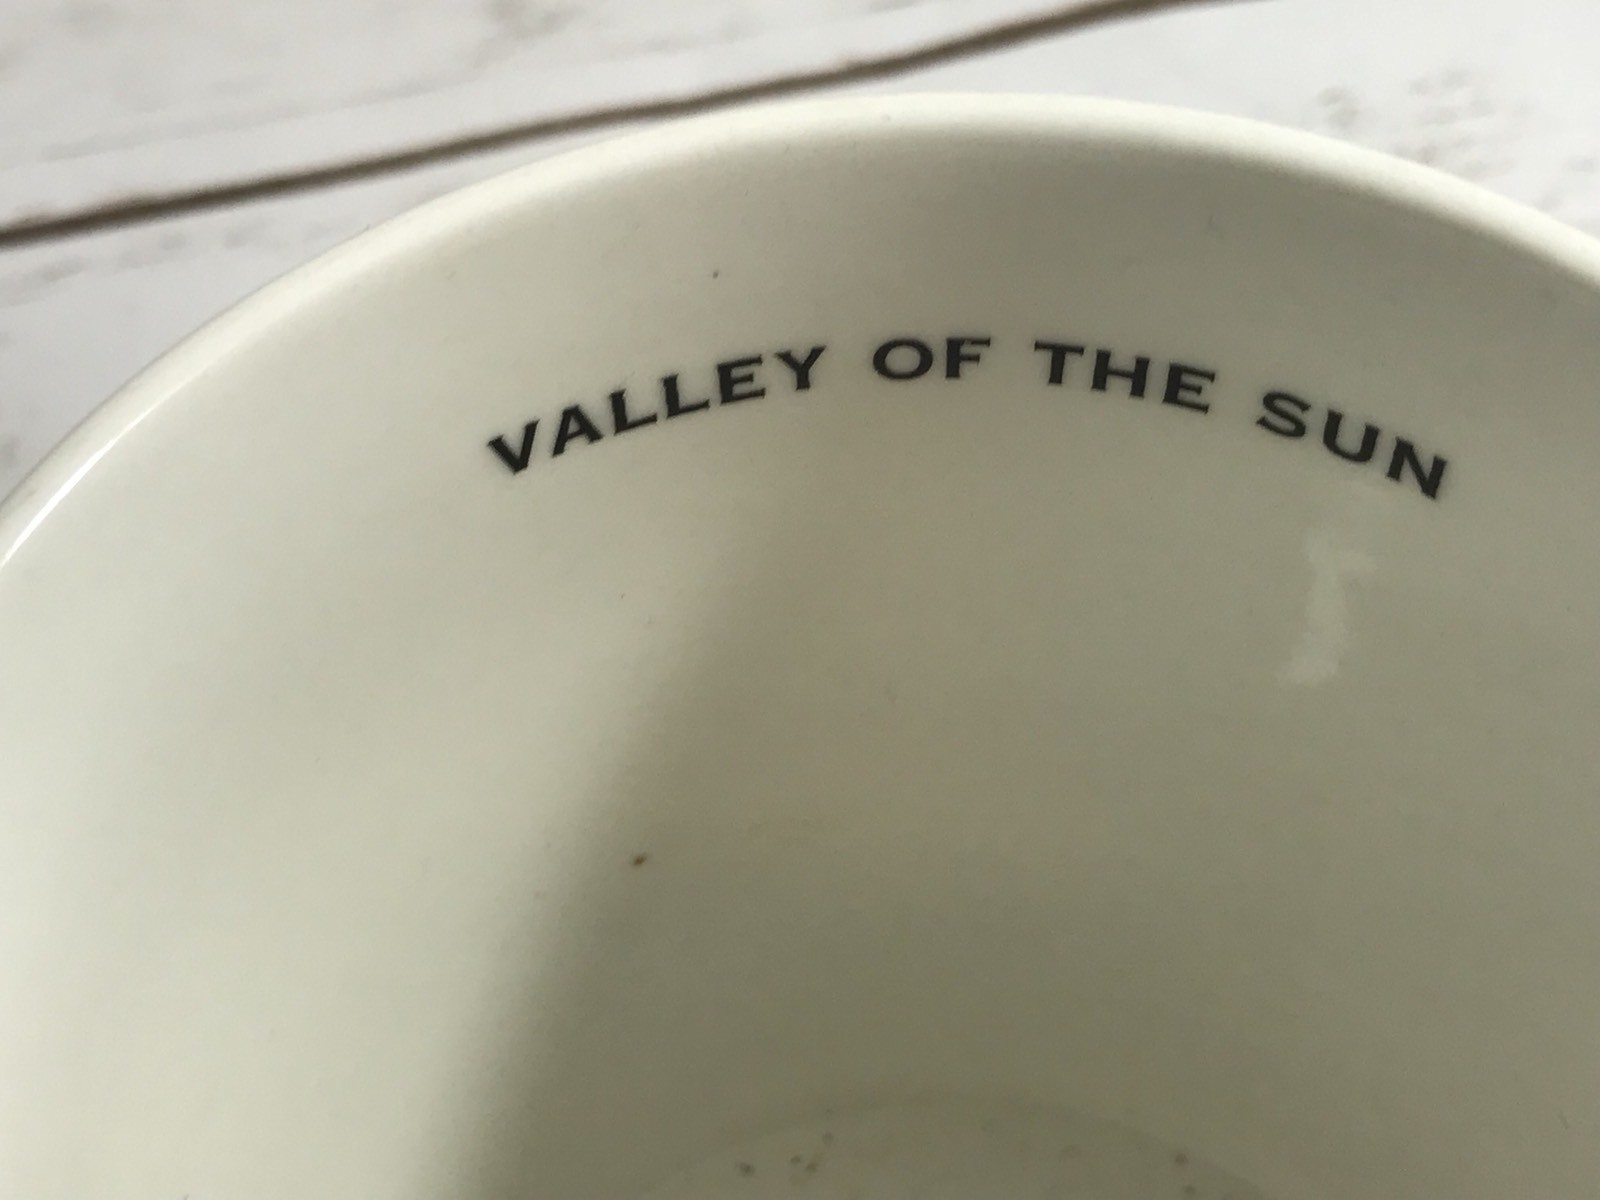 VALLEY OF THE SUN